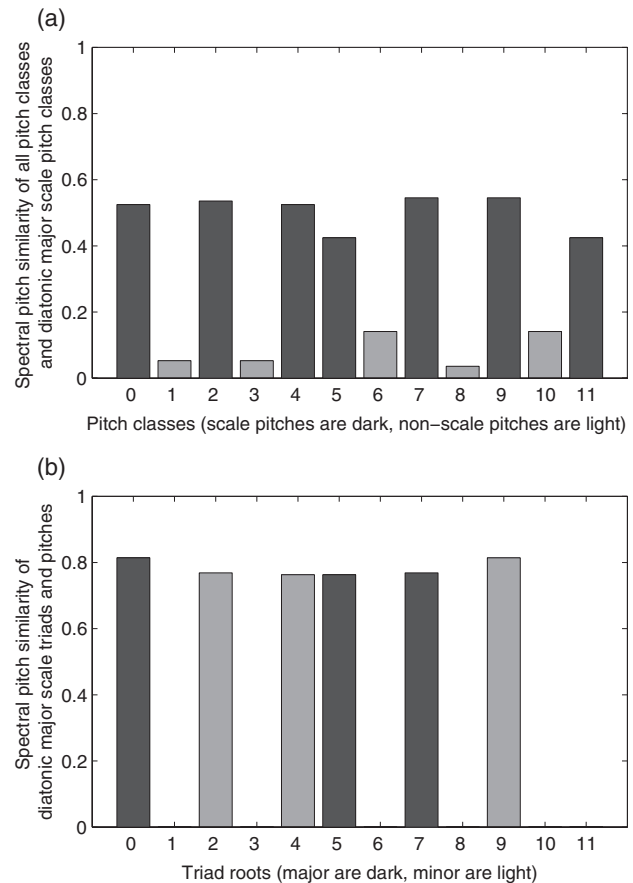 (a)
Spectral pitch similarity of all pitch classes
and diatonic major scale pitch classes
1
0.8
0.6
0.4
0.2
0
0 1 2 3 4 5 6 7 8 9 10 11
Pitch classes (scale pitches are dark, non−scale pitches are light)
(b)
Spectral pitch similarity of
diatonic major scale triads and pitches
1
0.8
0.6
0.4
0.2
0
0 1 2 3 4 5 6 7 8 9 10 11
Triad roots (major are dark, minor are light)